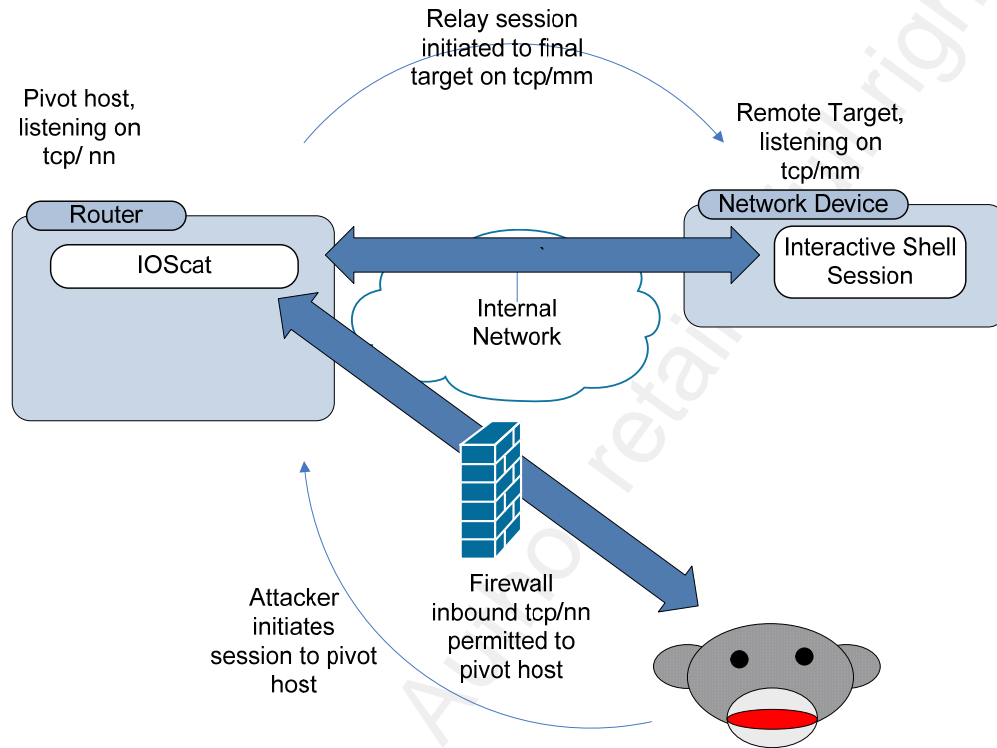 Relay session
initiated to final
target on tcp/mm
Pivot host,
listening on
tcp/ nn
Remote Target,
listening on
tcp/mm
Router
Network Device
IOScat
Interactive Shell
Session
Internal
Network
Attacker
initiates
session to pivot
host
Firewall
inbound tcp/nn
permitted to
pivot host